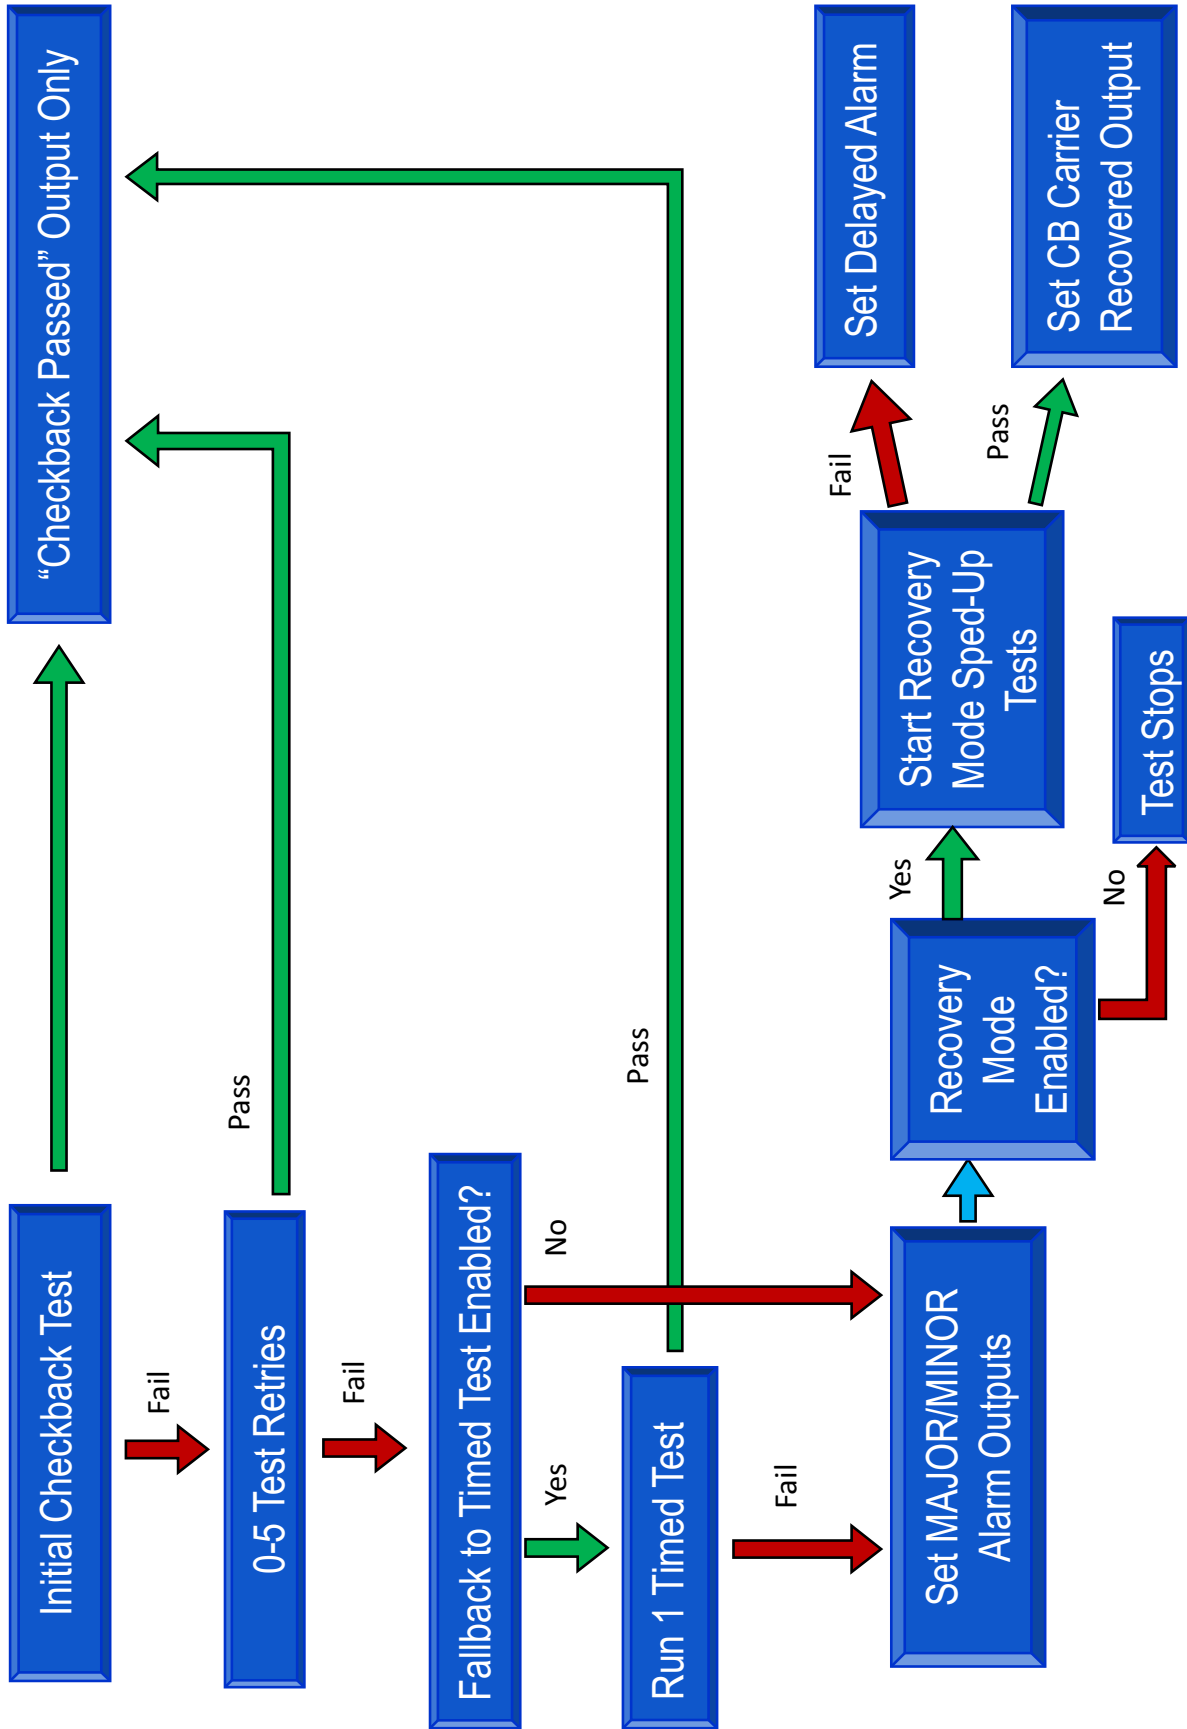 Initial Checkback Test
“Checkback Passed” Output Only
Fail
0-5 Test Retries
Pass
Fail
Fallback to Timed Test Enabled?
Yes
No
Run 1 Timed Test
Pass
Fail
Set MAJOR/MINOR
Alarm Outputs
Recovery
Mode
Enabled?
Yes
No
Start Recovery
Mode Sped-Up
Tests
Test Stops
Fail
Pass
Set Delayed Alarm
Set CB Carrier
Recovered Output